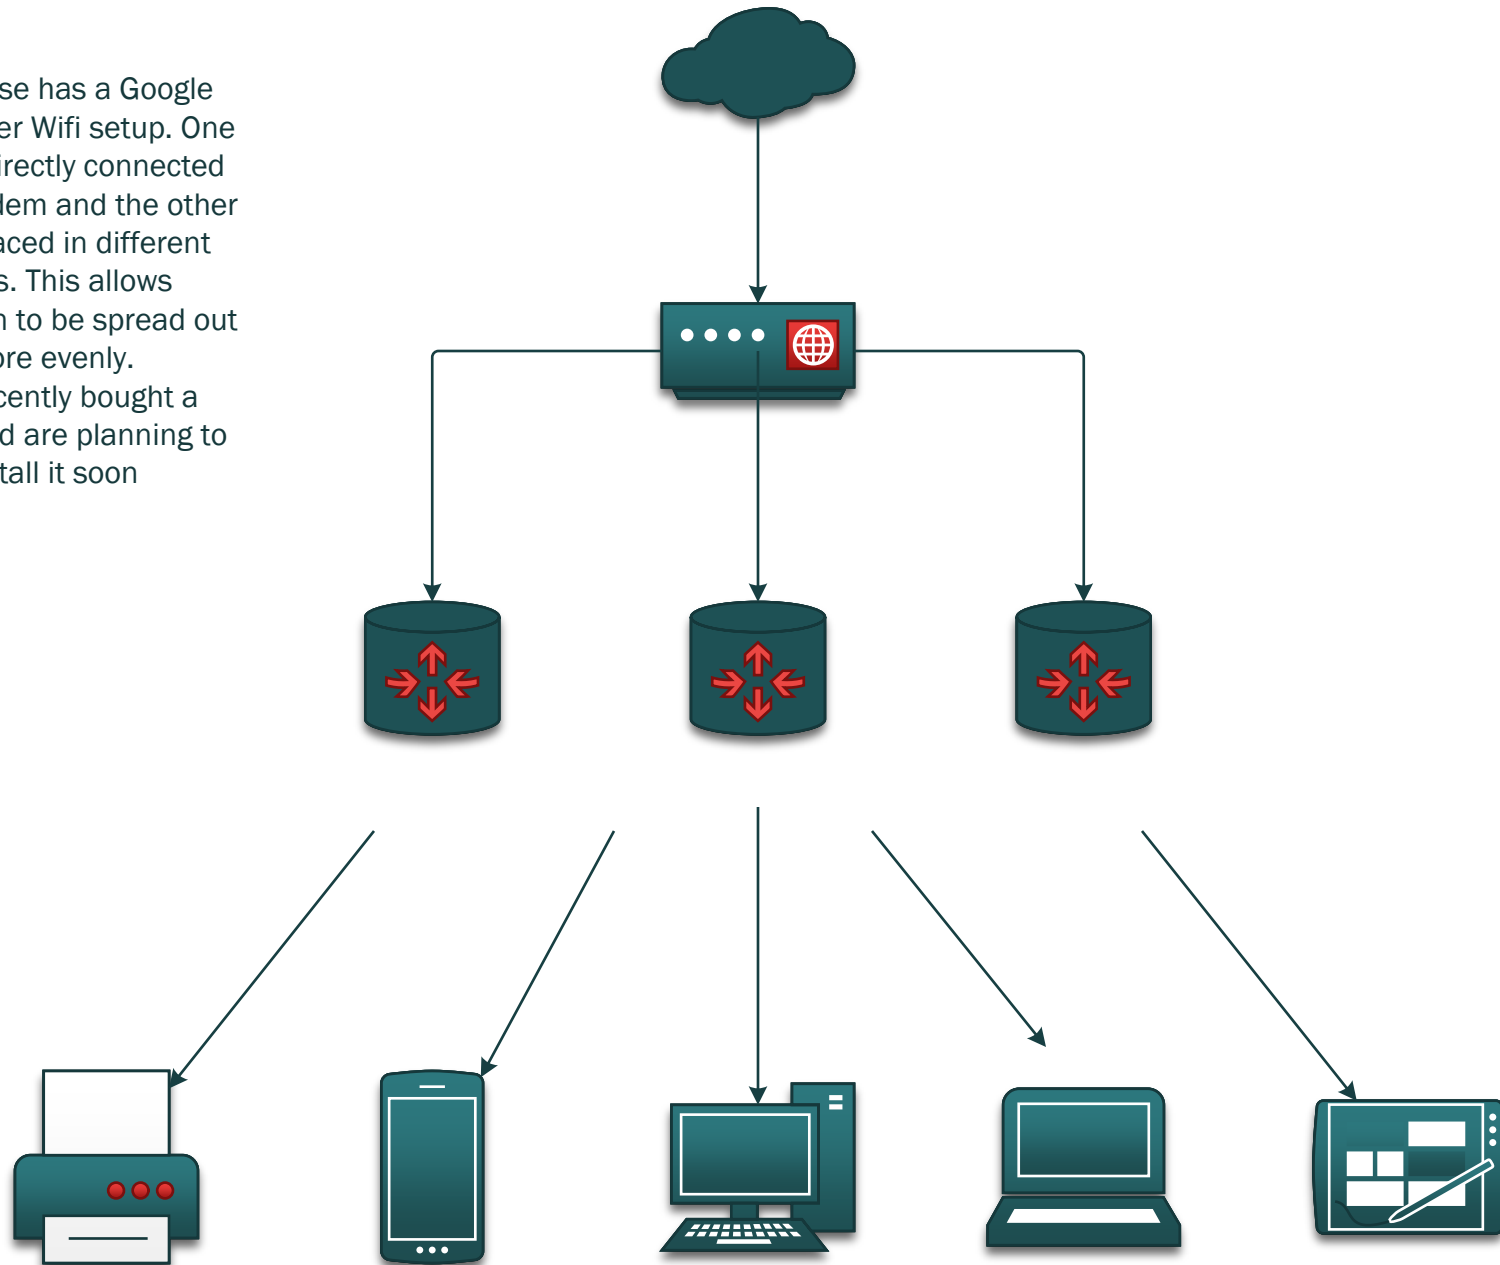 se has a Google
er Wifi setup. One
irectly connected
dem and the other
aced in different
s. This allows
n to be spread out
ore evenly.
cently bought a
d are planning to
tall it soon